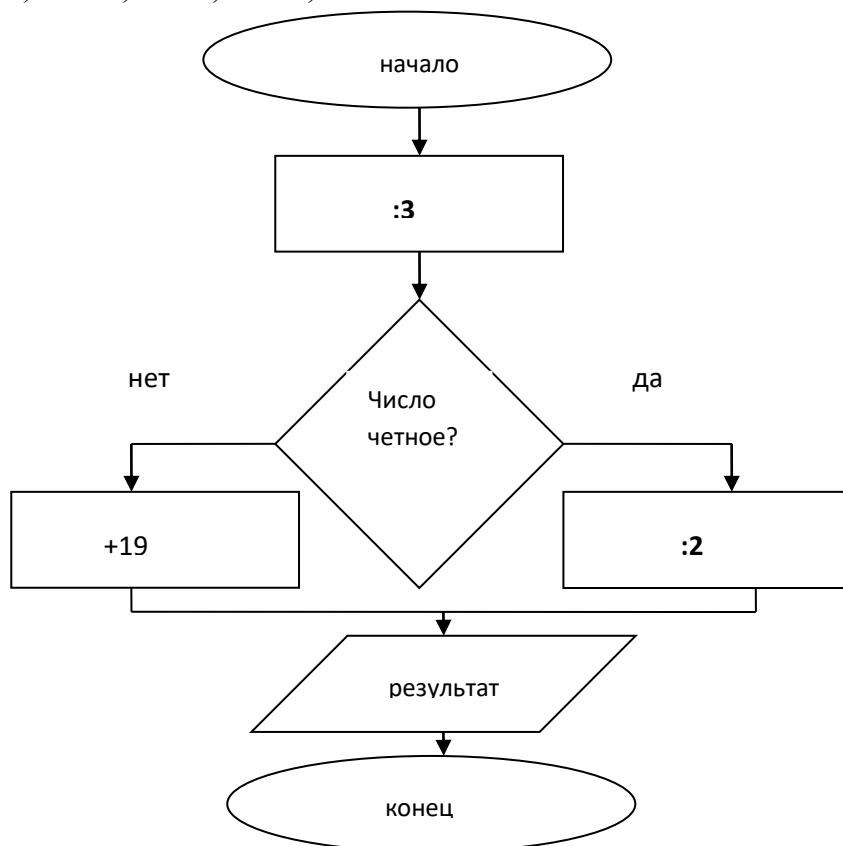 начало
:3
нет
да
Число
четное?
+19
:2
результат
конец